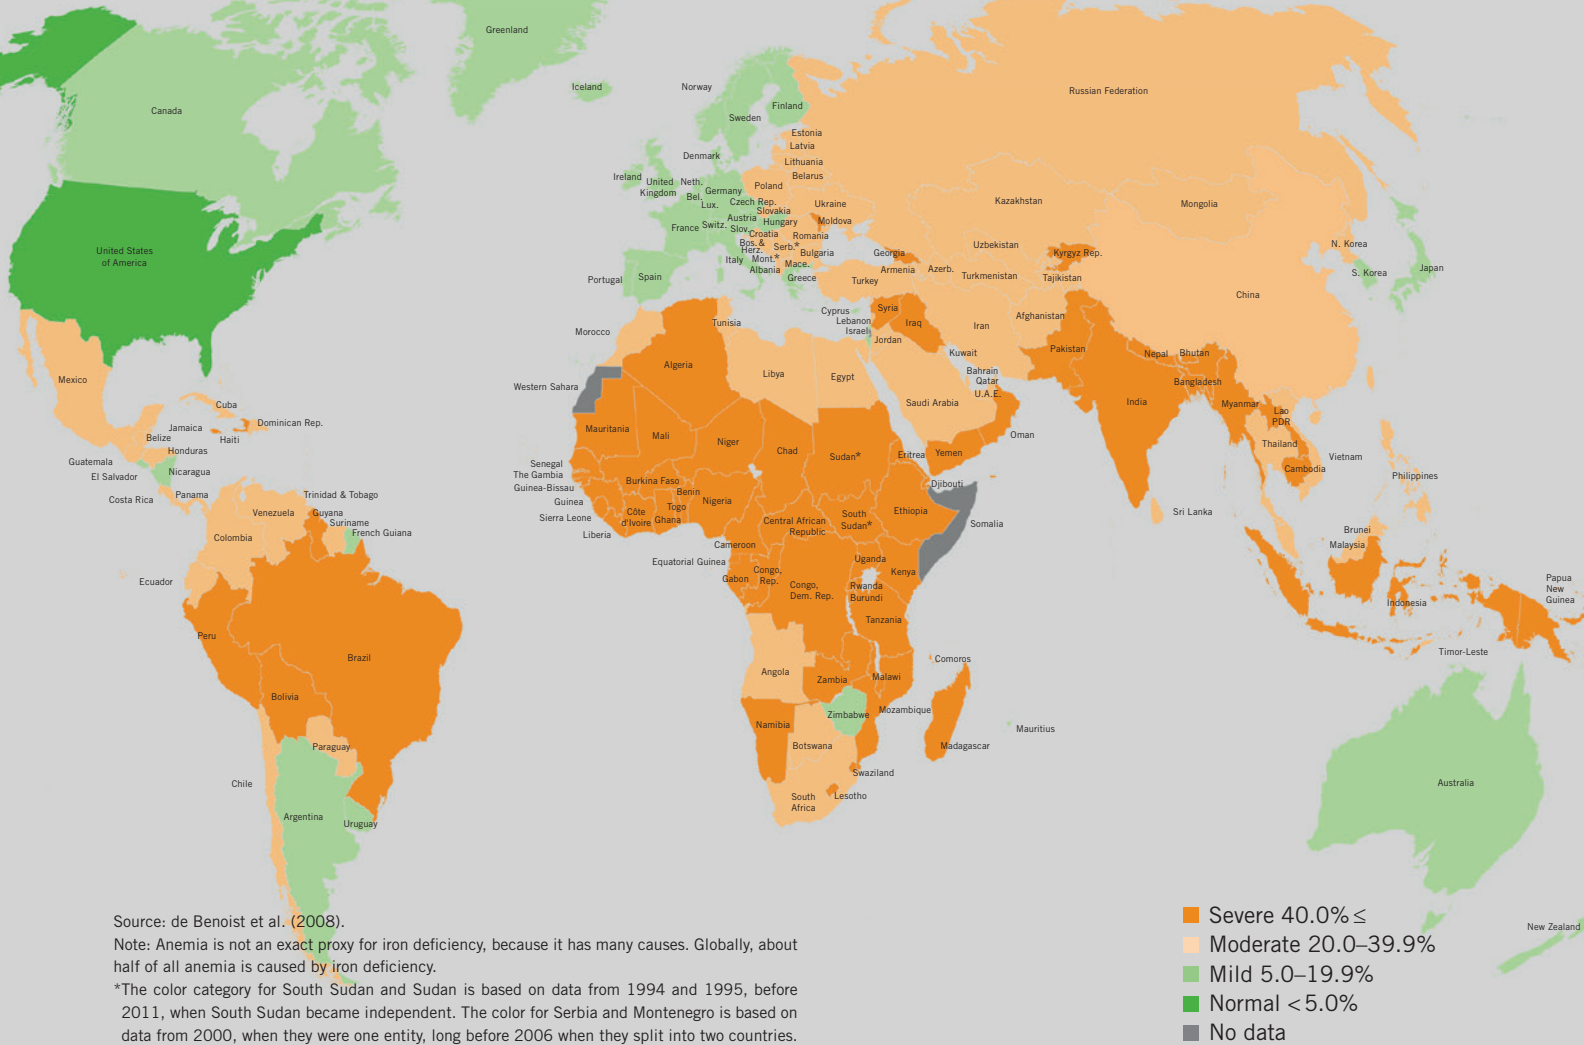 Greenland
Iceland
Norway
Finland
Sweden
Russian Federation
Canada
Estonia
Latvia
Denmark
Lithuania
Ireland
United
Kingdom
Neth.
Belarus
Poland
Bel.
Germany
Lux.
Czech Rep.
Slovakia
Ukraine
Kazakhstan
Mongolia
Austria
Hungary
Moldova
France
Switz.
Slov.
Croatia
Romania
Bos.&
Herz.
Serb.*
Bulgaria
Italy
Mont.*
Mace.
Albania
Greece
Portugal
Spain
Georgia
Armenia
Azerb.
Turkey
Uzbekistan
Turkmenistan
Kyrgyz Rep.
Tajikistan
N. Korea
S. Korea
Japan
China
United States
of America
Mexico
Cuba
Jamaica
Haiti
Dominican Rep.
Belize
Honduras
Guatemala
El Salvador
Nicaragua
Costa Rica
Panama
Trinidad & Tobago
Venezuela
Guyana
Suriname
French Guiana
Colombia
Ecuador
Peru
Brazil
Bolivia
Paraguay
Chile
Argentina
Uruguay
Morocco
Tunisia
Algeria
Libya
Egypt
Western Sahara
Mauritania
Mali
Niger
Chad
Sudan*
Eritrea
Senegal
The Gambia
Guinea-Bissau
Guinea
Sierra Leone
Liberia
Burkina Faso
Benin
Togo
Côte
d'Ivoire
Ghana
Nigeria
Djibouti
Ethiopia
Somalia
South
Sudan*
Central African
Republic
Cameroon
Equatorial Guinea
Gabon
Congo,
Rep.
Congo,
Dem. Rep.
Uganda
Kenya
Rwanda
Burundi
Tanzania
Angola
Zambia
Malawi
Comoros
Mozambique
Zimbabwe
Namibia
Botswana
Madagascar
Mauritius
Swaziland
South
Africa
Lesotho
Cyprus
Lebanon
Israel
Syria
Iraq
Jordan
Iran
Afghanistan
Kuwait
Bahrain
Qatar
U.A.E.
Saudi Arabia
Oman
Yemen
Pakistan
Nepal
Bhutan
Bangladesh
India
Myanmar
Lao
PDR
Thailand
Vietnam
Cambodia
Philippines
Sri Lanka
Brunei
Malaysia
Indonesia
Papua
New
Guinea
Timor-Leste
Australia
New Zealand
Source: de Benoist et al. (2008).
Note: Anemia is not an exact proxy for iron deficiency, because it has many causes. Globally, about
half of all anemia is caused by iron deficiency.
*The color category for South Sudan and Sudan is based on data from 1994 and 1995, before
2011, when South Sudan became independent. The color for Serbia and Montenegro is based on
data from 2000, when they were one entity, long before 2006 when they split into two countries.
Severe 40.0%≤
Moderate 20.0–39.9%
Mild 5.0–19.9%
Normal <5.0%
No data